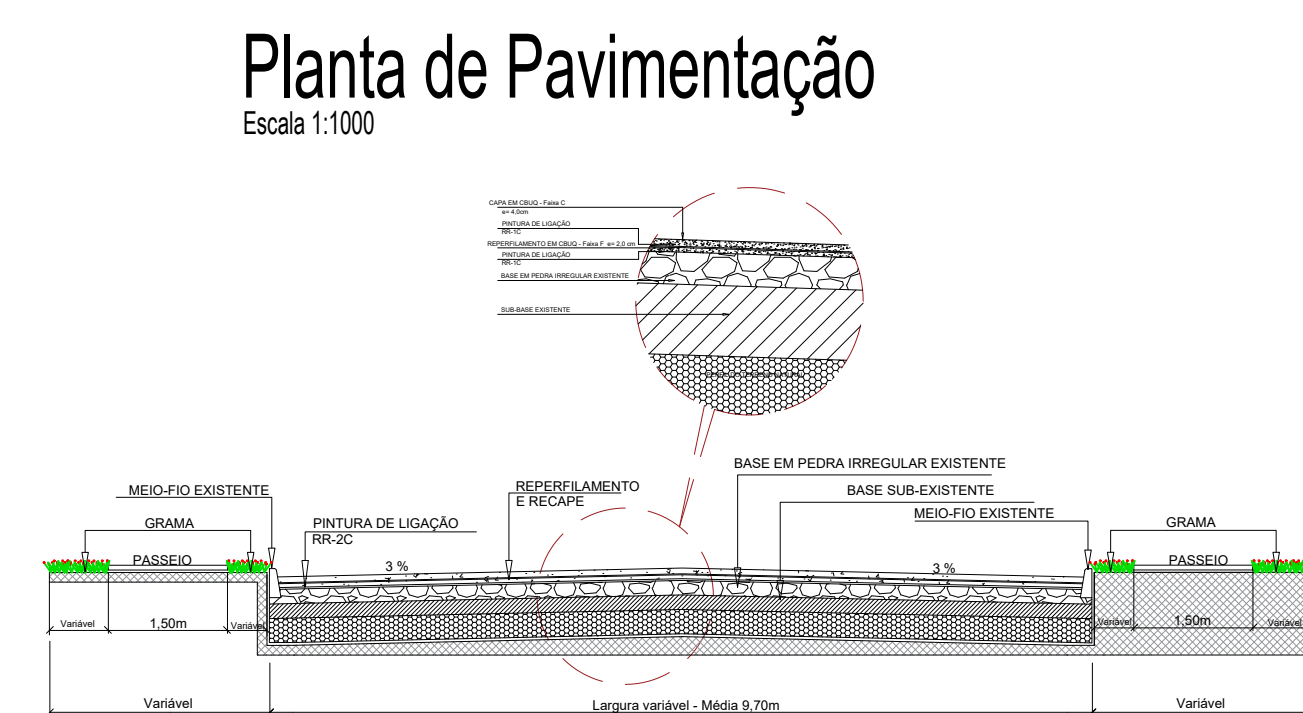 Planta de Pavimentação
Escala 1:1000
CAPA EM CBUQ - Faixa C
e= 4,0cm
PINTURA DE LIGAÇÃO
RR-1C
REPERFILAMENTO EM CBUQ - Faixa F e= 2,0 cm
PINTURA DE LIGAÇÃO
RR-1C
BASE EM PEDRA IRREGULAR EXISTENTE
SUB-BASE EXISTENTE
BASE EM PEDRA IRREGULAR EXISTENTE
MEIO-FIO EXISTENTE
REPERFILAMENTO
E RECAPE
BASE SUB-EXISTENTE
MEIO-FIO EXISTENTE
GRAMA
PINTURA DE LIGAÇÃO
RR-2C
GRAMA
PASSEIO
3 %
3 %
PASSEIO
Variável
1,50m
Variável
Variável
1,50m
Variável
Variável
Largura variável - Média 9,70m
Variável